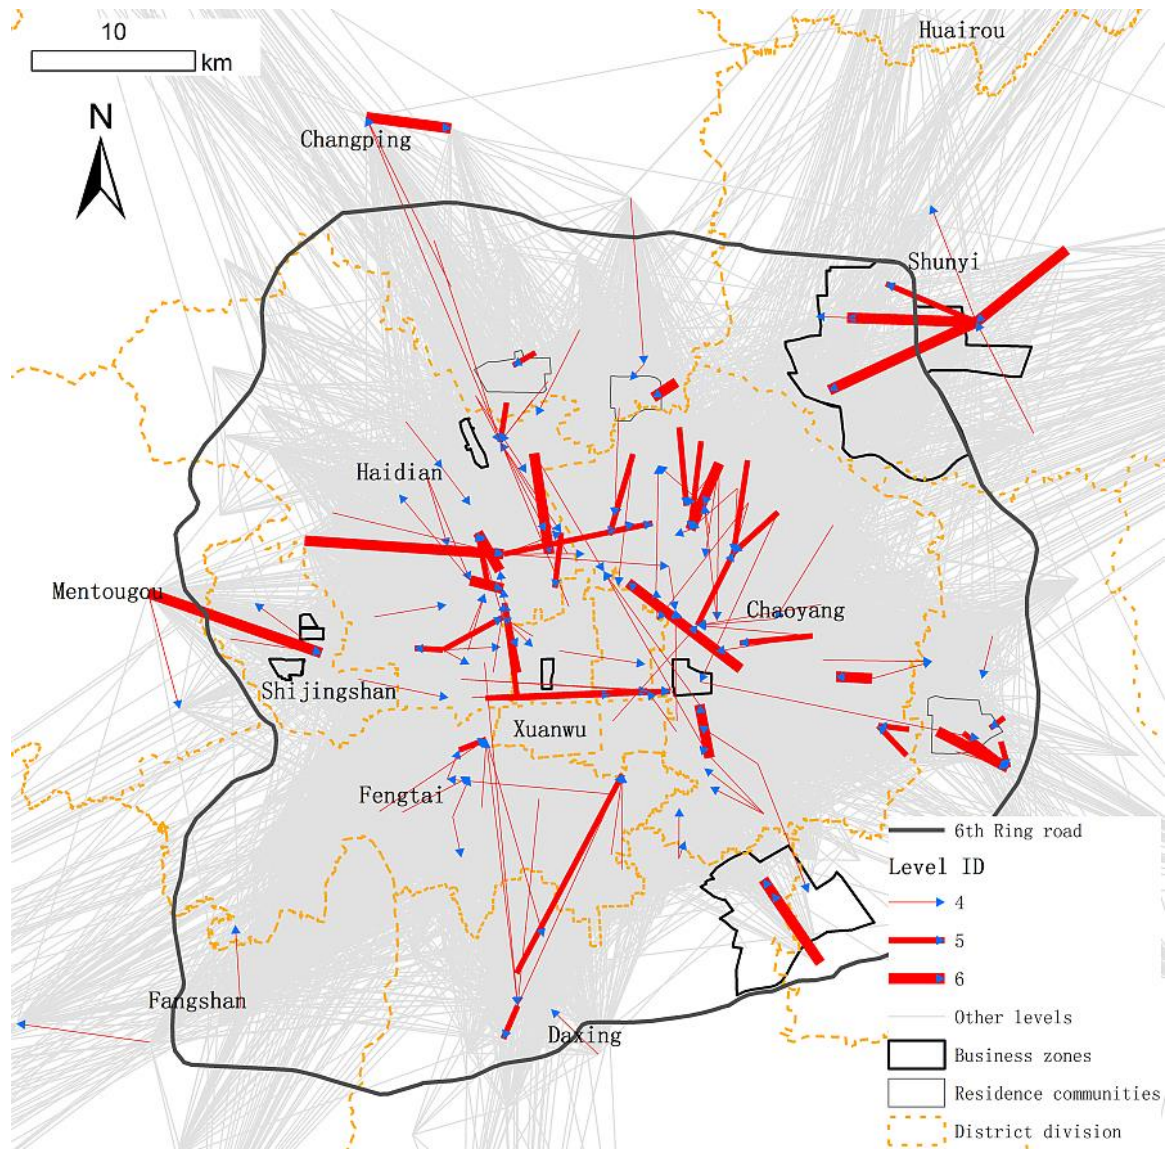 10
km
N
Huairou
Changping
Shunyi
Haidian
Mentougou
Chaoyang
Shijingshan
Xuanwu
Fengtai
Fangshan
Daxing
6th Ring road
Level ID
4
5
6
Other levels
Business zones
Residence communities
District division